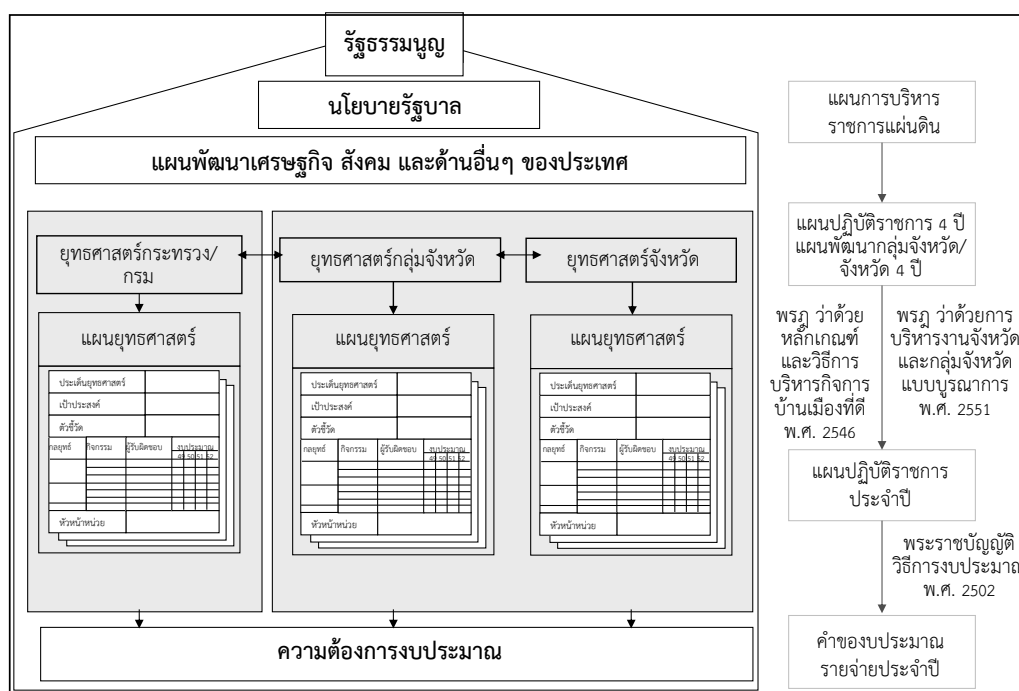 รัฐธรรมนูญ
นโยบายรัฐบาล
แผนพัฒนาเศรษฐกิจ สังคม และด้านอื่นๆ ของประเทศ
ยุทธศาสตร์กระทรวง/
กรม
ยุทธศาสตร์กลุ่มจังหวัด
ยุทธศาสตร์จังหวัด
แผนยุทธศาสตร์
ประเด็นยุทธศาสตร์
เป้าประสงค์
ตัวชี้วัด
กลยุทธ์ กิจกรรม ผู้รับผิดชอบ งบประมาณ
49 50 51 52
หัวหน้าหน่วย
แผนยุทธศาสตร์
ประเด็นยุทธศาสตร์
เป้าประสงค์
ตัวชี้วัด
กลยุทธ์ กิจกรรม ผู้รับผิดชอบ งบประมาณ
49 50 51 52
หัวหน้าหน่วย
แผนยุทธศาสตร์
ประเด็นยุทธศาสตร์
เป้าประสงค์
ตัวชี้วัด
กลยุทธ์ กิจกรรม ผู้รับผิดชอบ งบประมาณ
49 50 51 52
หัวหน้าหน่วย
ความต้องการงบประมาณ
แผนการบริหาร
ราชการแผ่นดิน
แผนปฏิบัติราชการ 4 ปี
แผนพัฒนากลุ่มจังหวัด/
จังหวัด 4 ปี
พรฎ ว่าด้วย
หลักเกณฑ์
และวิธีการ
บริหารกิจการ
บ้านเมืองที่ดี
พ.ศ. 2546
พรฎ ว่าด้วยการ
บริหารงานจังหวัด
และกลุ่มจังหวัด
แบบบูรณาการ
พ.ศ. 2551
แผนปฏิบัติราชการ
ประจำปี
พระราชบัญญัติ
วิธีการงบประมาณ
พ.ศ. 2502
คำของบประมาณ
รายจ่ายประจำปี